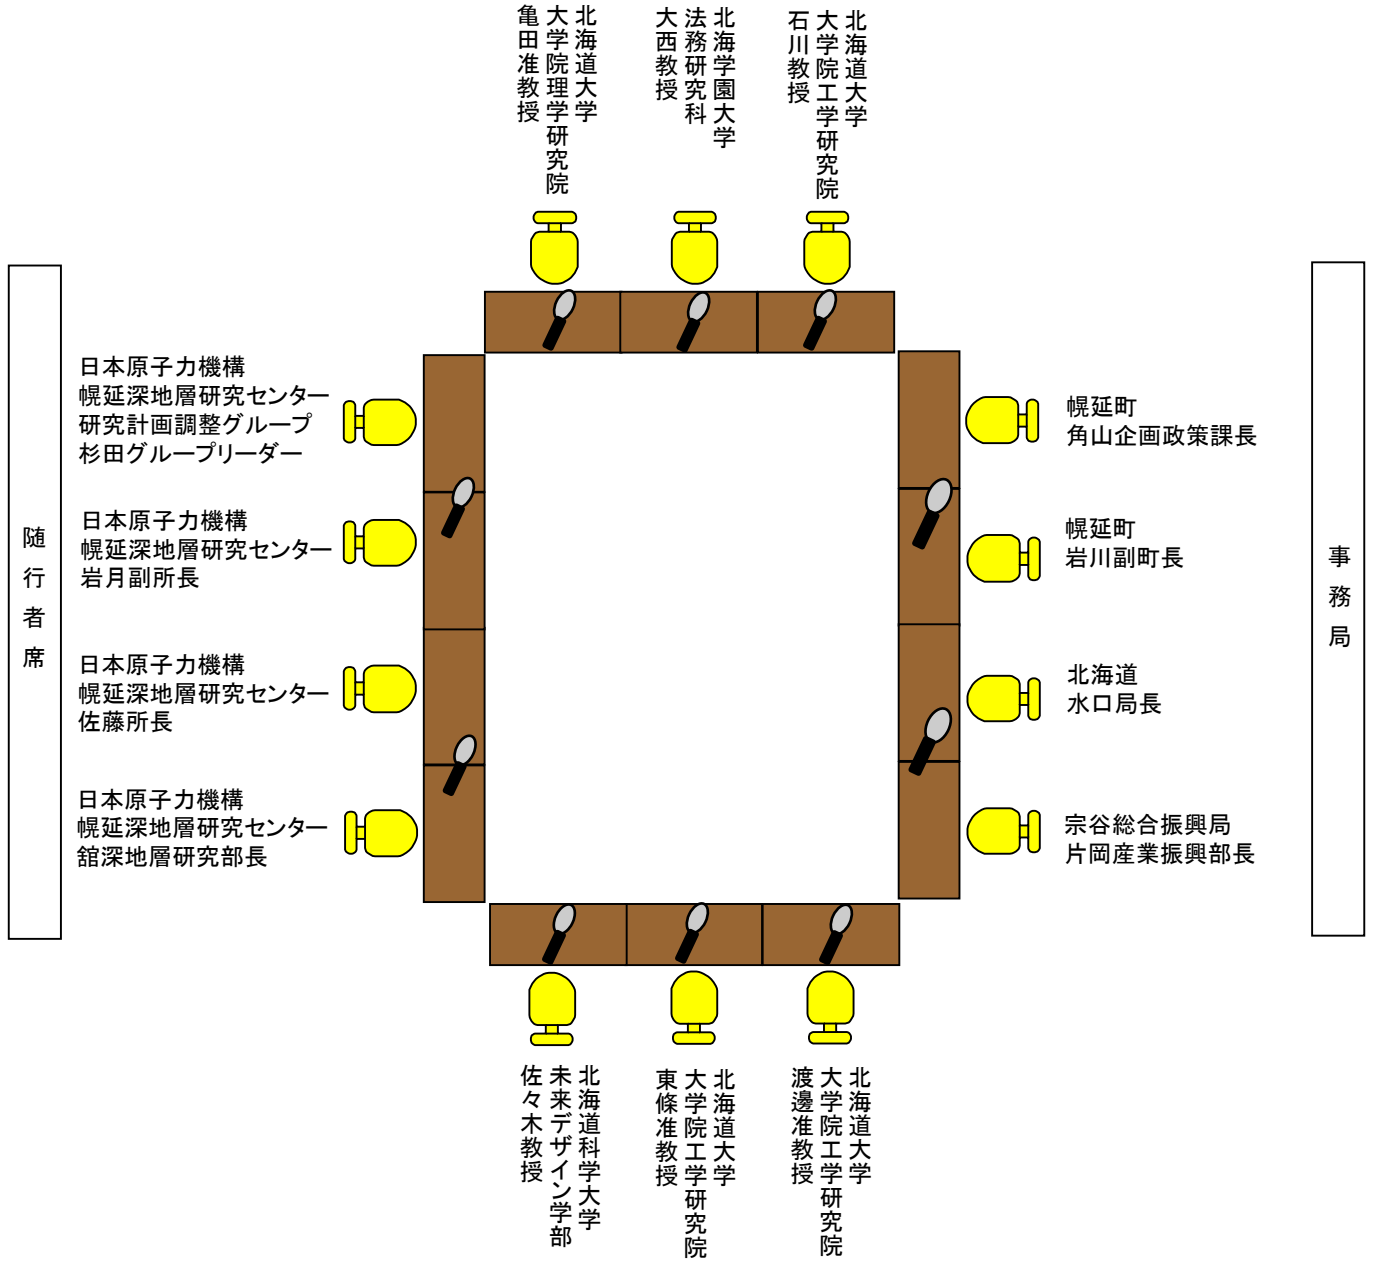 北海道大学
大学院理学研究院
亀田准教授
北海学園大学
法務研究科
大西教授
北海道大学
大学院工学研究院
石川教授
随行者席
日本原子力機構
幌延深地層研究センター
研究計画調整グループ
杉田グループリーダー
日本原子力機構
幌延深地層研究センター
岩月副所長
日本原子力機構
幌延深地層研究センター
佐藤所長
日本原子力機構
幌延深地層研究センター
舘深地層研究部長
幌延町
角山企画政策課長
幌延町
岩川副町長
北海道
水口局長
宗谷総合振興局
片岡産業振興部長
事務局
北海道科学大学
未来デザイン学部
佐々木教授
北海道大学
大学院工学研究院
東條准教授
北海道大学
大学院工学研究院
渡邊准教授